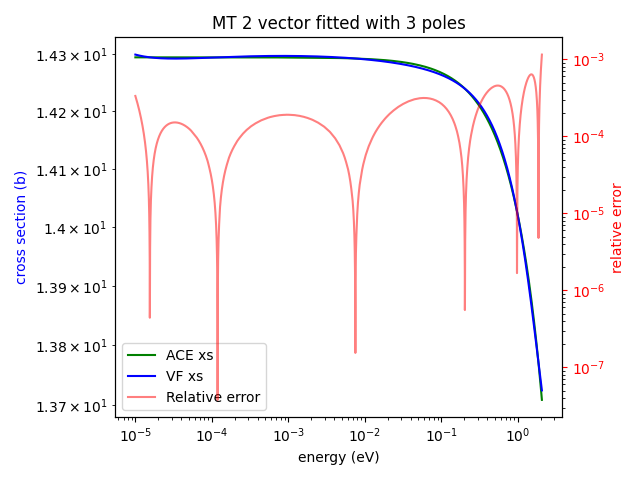 MT 2 vector fitted with 3 poles
cross section (b)
1.43 × 10¹
1.42 × 10¹
1.41 × 10¹
1.4 × 10¹
1.39 × 10¹
1.38 × 10¹
1.37 × 10¹
ACE xs
VF xs
Relative error
10⁻⁵ 10⁻⁴ 10⁻³ 10⁻² 10⁻¹ 10⁰
energy (eV)
10⁻³
10⁻⁴
10⁻⁵
10⁻⁶
10⁻⁷
relative error